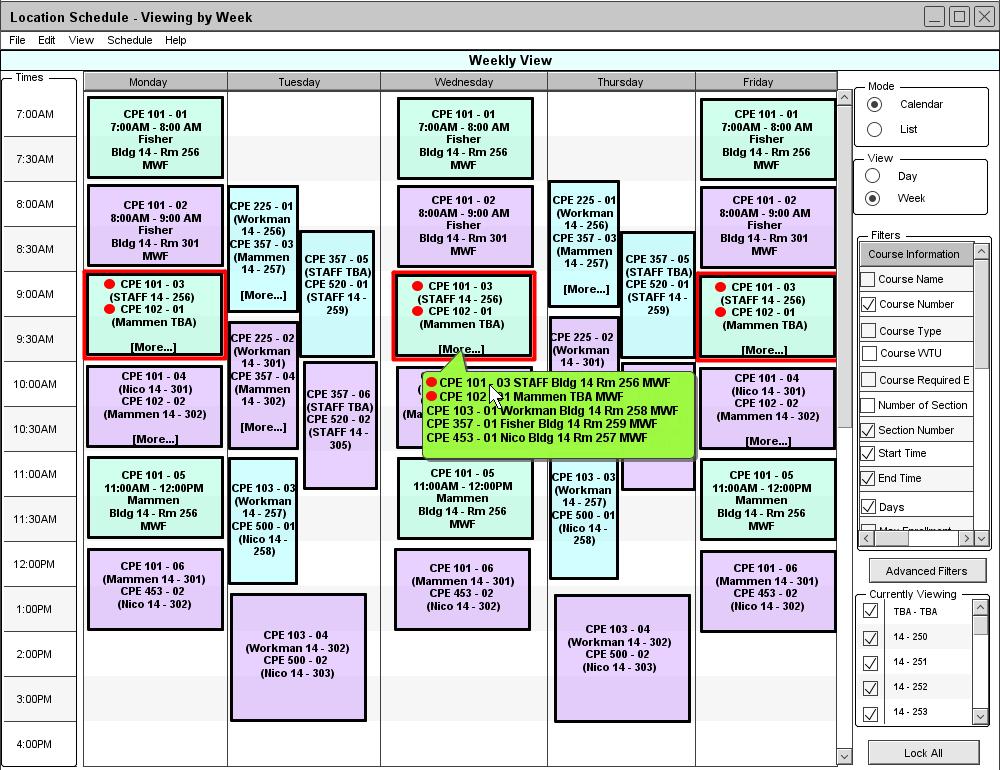 Location Schedule - Viewing by Week
File Edit View Schedule Help
Weekly View
Times
7:00AM
7:30AM
8:00AM
8:30AM
9:00AM
9:30AM
10:00AM
10:30AM
11:00AM
11:30AM
12:00PM
1:00PM
2:00PM
3:00PM
4:00PM
Monday
CPE 101 - 01
7:00AM - 8:00 AM
Fisher
Bldg 14 - Rm 256
MWF
CPE 101 - 02
8:00AM - 9:00 AM
Fisher
Bldg 14 - Rm 301
MWF
CPE 101 - 03
(STAFF 14 - 256)
CPE 102 - 01
(Mammen TBA)
[More...]
CPE 101 - 04
(Nico 14 - 301)
CPE 102 - 02
(Mammen 14 - 302)
[More...]
CPE 101 - 05
11:00AM - 12:00PM
Mammen
Bldg 14 - Rm 256
MWF
CPE 101 - 06
(Mammen 14 - 301)
CPE 453 - 02
(Nico 14 - 302)
Tuesday
CPE 225 - 01
(Workman
14 - 256)
CPE 357 - 03
(Mammen
14 - 257)
[More...]
CPE 357 - 05
(STAFF TBA)
CPE 520 - 01
(STAFF 14 -
259)
CPE 225 - 02
(Workman
14 - 301)
CPE 357 - 04
(Mammen
14 - 302)
[More...]
CPE 357 - 06
(STAFF TBA)
CPE 520 - 02
(STAFF 14 -
305)
CPE 103 - 03
(Workman
14 - 257)
CPE 500 - 01
(Nico 14 -
258)
CPE 103 - 04
(Workman 14 - 302)
CPE 500 - 02
(Nico 14 - 303)
Wednesday
CPE 101 - 01
7:00AM - 8:00 AM
Fisher
Bldg 14 - Rm 256
MWF
CPE 101 - 02
8:00AM - 9:00 AM
Fisher
Bldg 14 - Rm 301
MWF
CPE 101 - 03
(STAFF 14 - 256)
CPE 102 - 01
(Mammen TBA)
[More...]
CPE 101 - 03 STAFF Bldg 14 Rm 256 MWF
CPE 102 - 01 Mammen TBA MWF
CPE 103 - 01 Workman Bldg 14 Rm 258 MWF
CPE 357 - 01 Fisher Bldg 14 Rm 259 MWF
CPE 453 - 01 Nico Bldg 14 Rm 257 MWF
CPE 101 - 05
11:00AM - 12:00PM
Mammen
Bldg 14 - Rm 256
MWF
CPE 101 - 06
(Mammen 14 - 301)
CPE 453 - 02
(Nico 14 - 302)
Thursday
CPE 225 - 01
(Workman
14 - 256)
CPE 357 - 03
(Mammen
14 - 257)
[More...]
CPE 357 - 05
(STAFF TBA)
CPE 520 - 01
(STAFF 14 -
259)
CPE 225 - 02
(Workman
14 - 301)
CPE 103 - 03
(Workman
14 - 257)
CPE 500 - 01
(Nico 14 -
258)
CPE 103 - 04
(Workman 14 - 302)
CPE 500 - 02
(Nico 14 - 303)
Friday
CPE 101 - 01
7:00AM - 8:00 AM
Fisher
Bldg 14 - Rm 256
MWF
CPE 101 - 02
8:00AM - 9:00 AM
Fisher
Bldg 14 - Rm 301
MWF
CPE 101 - 03
(STAFF 14 - 256)
CPE 102 - 01
(Mammen TBA)
[More...]
CPE 101 - 04
(Nico 14 - 301)
CPE 102 - 02
(Mammen 14 - 302)
[More...]
CPE 101 - 05
11:00AM - 12:00PM
Mammen
Bldg 14 - Rm 256
MWF
CPE 101 - 06
(Mammen 14 - 301)
CPE 453 - 02
(Nico 14 - 302)
Mode
Calendar
List
View
Day
Week
Filters
Course Information
Course Name
Course Number
Course Type
Course WTU
Course Required E
Number of Section
Section Number
Start Time
End Time
Days
Advanced Filters
Currently Viewing
TBA - TBA
14 - 250
14 - 251
14 - 252
14 - 253
Lock All